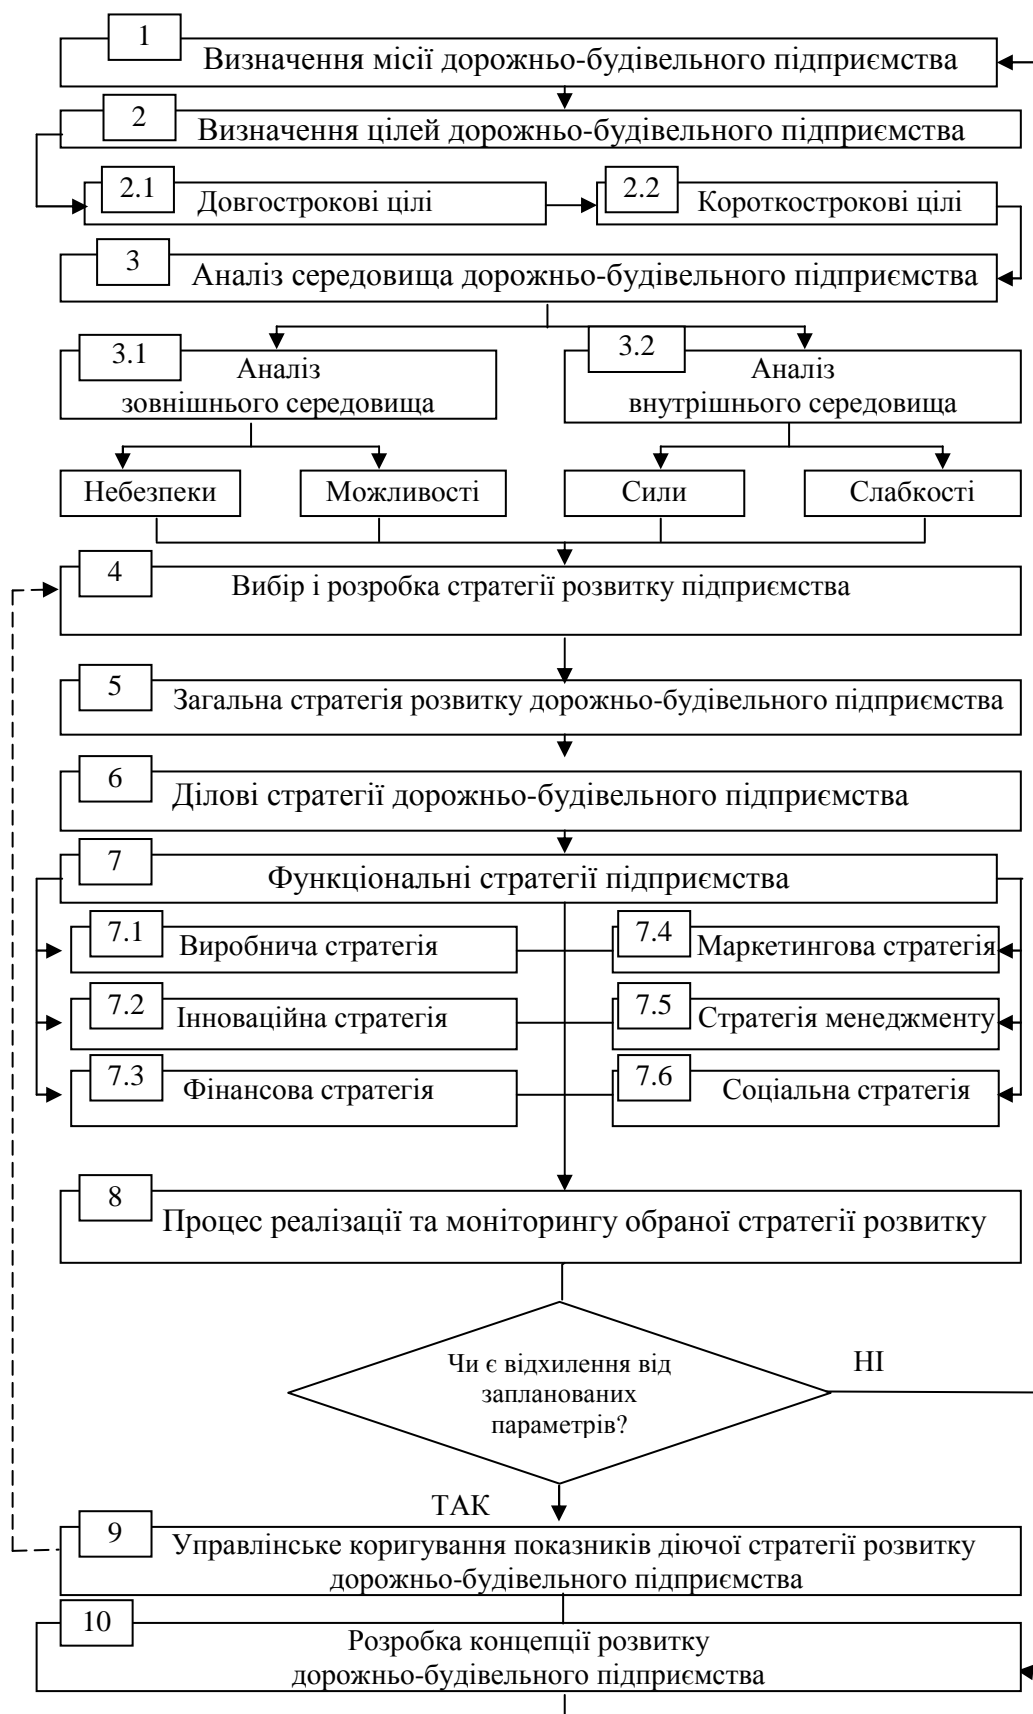 1
Визначення місії дорожньо-будівельного підприємства
2
Визначення цілей дорожньо-будівельного підприємства
2.1
Довгострокові цілі
2.2
Короткострокові цілі
3
Аналіз середовища дорожньо-будівельного підприємства
3.1
Аналіз
зовнішнього середовища
3.2
Аналіз
внутрішнього середовища
Небезпеки
Можливості
Сили
Слабкості
4
Вибір і розробка стратегії розвитку підприємства
5
Загальна стратегія розвитку дорожньо-будівельного підприємства
6
Ділові стратегії дорожньо-будівельного підприємства
7
Функціональні стратегії підприємства
7.1
Виробнича стратегія
7.4
Маркетингова стратегія
7.2
Інноваційна стратегія
7.5
Стратегія менеджменту
7.3
Фінансова стратегія
7.6
Соціальна стратегія
8
Процес реалізації та моніторингу обраної стратегії розвитку
Чи є відхилення від
запланованих
параметрів?
НІ
ТАК
9
Управлінське коригування показників діючої стратегії розвитку
дорожньо-будівельного підприємства
10
Розробка концепції розвитку
дорожньо-будівельного підприємства